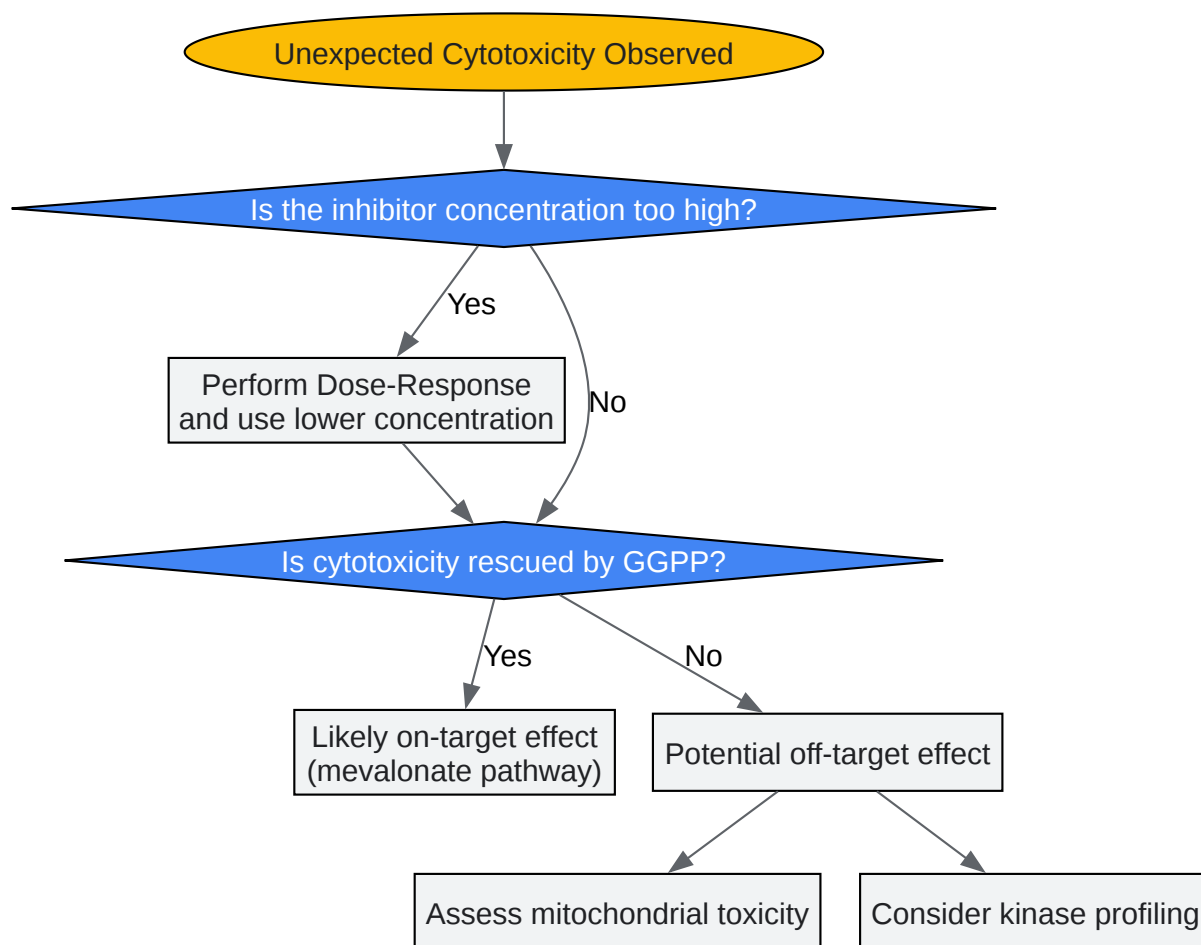 Unexpected Cytotoxicity Observed
Is the inhibitor concentration too high?
Yes
Perform Dose-Response
and use lower concentration
No
Is cytotoxicity rescued by GGPP?
Yes
No
Likely on-target effect
(mevalonate pathway)
Potential off-target effect
Assess mitochondrial toxicity
Consider kinase profiling